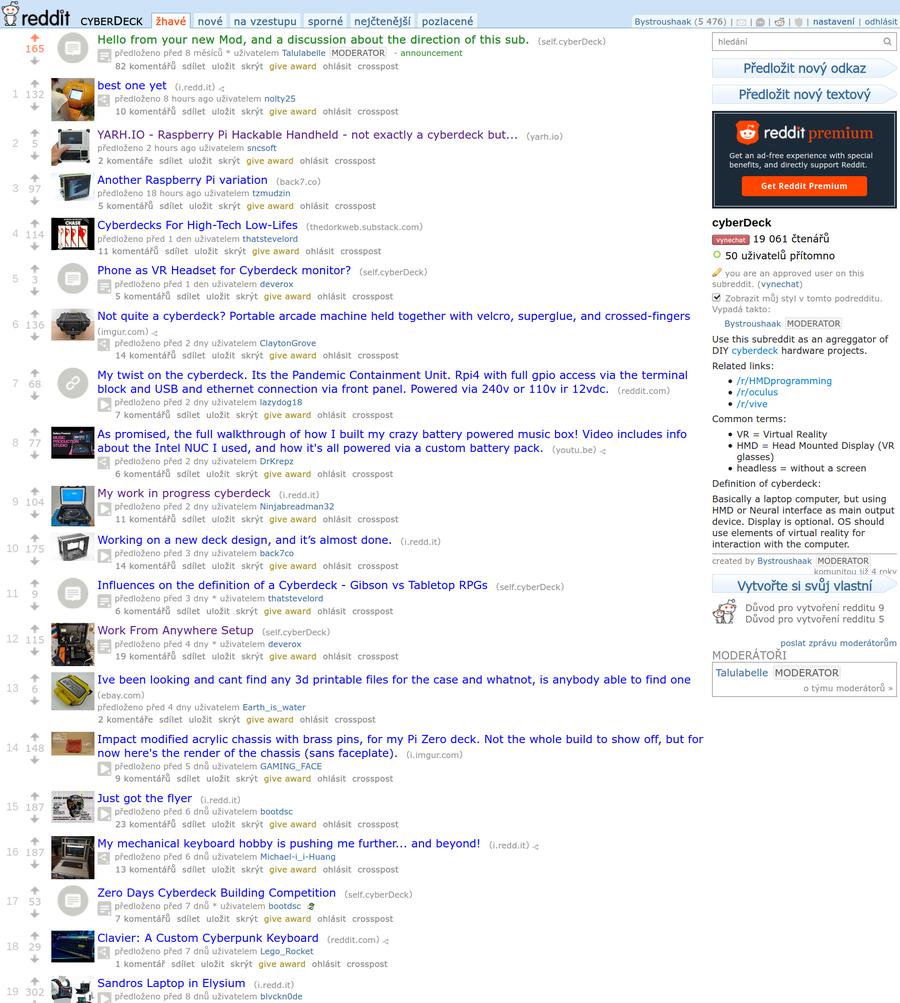 reddit CYBERDECK žhavé nové na vzestupu sporné nejčtenější pozlacené
Bystroushaak (5 476) | | | | | nastavení | odhlásit
165
Hello from your new Mod, and a discussion about the direction of this sub. (self.cyberDeck)
předloženo před 8 měsíců * uživatelem Talulabelle MODERATOR - announcement
82 komentářů sdílet uložit skrýt give award ohlásit crosspost
1 132
best one yet (i.redd.it)
předloženo 8 hours ago uživatelem nolty25
10 komentářů sdílet uložit skrýt give award ohlásit crosspost
2 5
YARH.IO - Raspberry Pi Hackable Handheld - not exactly a cyberdeck but... (yarh.io)
předloženo 2 hours ago uživatelem sncsoft
2 komentáře sdílet uložit skrýt give award ohlásit crosspost
3 97
Another Raspberry Pi variation (back7.co)
předloženo 18 hours ago uživatelem tzmudzin
5 komentářů sdílet uložit skrýt give award ohlásit crosspost
4 114
Cyberdecks For High-Tech Low-Lifes (thedorkweb.substack.com)
předloženo před 1 den uživatelem thatstevelord
11 komentářů sdílet uložit skrýt give award ohlásit crosspost
5 3
Phone as VR Headset for Cyberdeck monitor? (self.cyberDeck)
předloženo před 1 den uživatelem deverox
5 komentářů sdílet uložit skrýt give award ohlásit crosspost
6 136
Not quite a cyberdeck? Portable arcade machine held together with velcro, superglue, and crossed-fingers
(imgur.com)
předloženo před 2 dny uživatelem ClaytonGrove
14 komentářů sdílet uložit skrýt give award ohlásit crosspost
7 68
My twist on the cyberdeck. Its the Pandemic Containment Unit. Rpi4 with full gpio access via the terminal
block and USB and ethernet connection via front panel. Powered via 240v or 110v ir 12vdc. (reddit.com)
předloženo před 2 dny uživatelem lazydog18
7 komentářů sdílet uložit skrýt give award ohlásit crosspost
8 77
As promised, the full walkthrough of how I built my crazy battery powered music box! Video includes info
about the Intel NUC I used, and how it's all powered via a custom battery pack. (youtu.be)
předloženo před 2 dny uživatelem DrKrepz
6 komentářů sdílet uložit skrýt give award ohlásit crosspost
9 104
My work in progress cyberdeck (i.redd.it)
předloženo před 2 dny uživatelem Ninjabreadman32
11 komentářů sdílet uložit skrýt give award ohlásit crosspost
10 175
Working on a new deck design, and it’s almost done. (i.redd.it)
předloženo před 3 dny uživatelem back7co
14 komentářů sdílet uložit skrýt give award ohlásit crosspost
11 9
Influences on the definition of a Cyberdeck - Gibson vs Tabletop RPGs (self.cyberDeck)
předloženo před 3 dny * uživatelem thatstevelord
6 komentářů sdílet uložit skrýt give award ohlásit crosspost
12 115
Work From Anywhere Setup (self.cyberDeck)
předloženo před 4 dny * uživatelem deverox
19 komentářů sdílet uložit skrýt give award ohlásit crosspost
13 6
Ive been looking and cant find any 3d printable files for the case and whatnot, is anybody able to find one
(ebay.com)
předloženo před 4 dny uživatelem Earth_is_water
2 komentáře sdílet uložit skrýt give award ohlásit crosspost
14 148
Impact modified acrylic chassis with brass pins, for my Pi Zero deck. Not the whole build to show off, but for
now here's the render of the chassis (sans faceplate). (i.imgur.com)
předloženo před 5 dnů uživatelem GAMING_FACE
9 komentářů sdílet uložit skrýt give award ohlásit crosspost
15 187
Just got the flyer (i.redd.it)
předloženo před 6 dnů uživatelem bootdsc
23 komentářů sdílet uložit skrýt give award ohlásit crosspost
16 187
My mechanical keyboard hobby is pushing me further... and beyond! (i.redd.it)
předloženo před 6 dnů uživatelem Michael-i_i-Huang
13 komentářů sdílet uložit skrýt give award ohlásit crosspost
17 53
Zero Days Cyberdeck Building Competition (self.cyberDeck)
předloženo před 7 dnů * uživatelem bootdsc
7 komentářů sdílet uložit skrýt give award ohlásit crosspost
18 29
Clavier: A Custom Cyberpunk Keyboard (reddit.com)
předloženo před 7 dnů uživatelem Lego_Rocket
1 komentář sdílet uložit skrýt give award ohlásit crosspost
19 302
Sandros Laptop in Elysium (i.redd.it)
předloženo před 8 dnů uživatelem blvckn0de
hledání
Předložit nový odkaz
Předložit nový textový
reddit premium
Get an ad-free experience with special
benefits, and directly support Reddit.
Get Reddit Premium
cyberDeck
vynechat 19 061 čtenářů
50 uživatelů přítomno
you are an approved user on this
subreddit. (vynechat)
Zobrazit můj styl v tomto podredditu.
Vypadá takto:
Bystroushaak MODERATOR
Use this subreddit as an agreggator of
DIY cyberdeck hardware projects.
Related links:
• /r/HMDprogramming
• /r/oculus
• /r/vive
Common terms:
• VR = Virtual Reality
• HMD = Head Mounted Display (VR
glasses)
• headless = without a screen
Definition of cyberdeck:
Basically a laptop computer, but using
HMD or Neural interface as main output
device. Display is optional. OS should
use elements of virtual reality for
interaction with the computer.
created by Bystroushaak MODERATOR
komunitou již 4 roky
Vytvořte si svůj vlastní
Důvod pro vytvoření redditu 9
Důvod pro vytvoření redditu 5
poslat zprávu moderátorům
MODERÁTOŘI
Talulabelle MODERATOR
o týmu moderátorů »